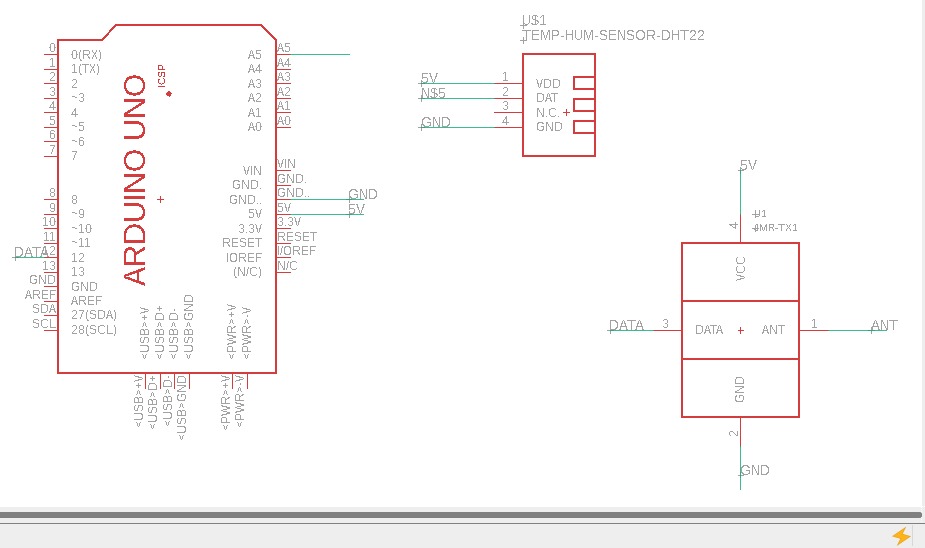 U$1
TEMP-HUM-SENSOR-DHT22
5V
N$5
GND
1
2
3
4
VDD
DAT
N.C.
GND
ARDUINO UNO
ICSP
0
1
2
3
4
5
6
7
8
9
10
11
12
13
GND
AREF
SDA
SCL
DATA
0(RX)
1(TX)
2
~3
4
~5
~6
7
8
~9
~10
~11
12
13
GND
AREF
27(SDA)
28(SCL)
A5
A4
A3
A2
A1
A0
VIN
GND.
GND..
5V
3.3V
RESET
IOREF
(N/C)
A5
A4
A3
A2
A1
A0
VIN
GND.
GND..
5V
3.3V
RESET
I/OREF
N/C
GND
5V
<USB>+V
<USB>D+
<USB>D-
<USB>GND
<PWR>+V
<PWR>-V
<USB>+V
<USB>D+
<USB>D-
<USB>GND
<PWR>+V
<PWR>-V
5V
4
U1
VCC
DATA
3
DATA
ANT
1
ANT
GND
2
GND